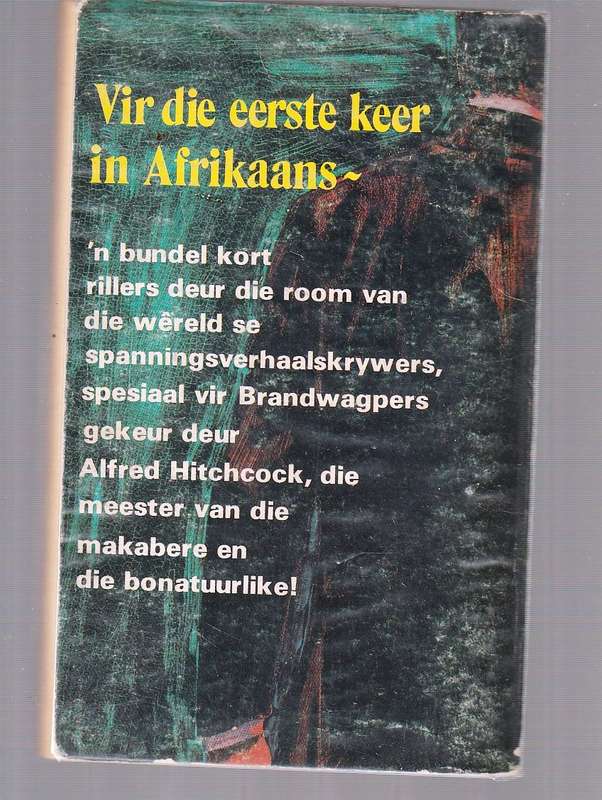 Vir die eerste keer
in Afrikaans~
'n bundel kort
rillers deur die room van
die wêreld se
spanningsverhaalskrywers,
spesiaal vir Brandwagpers
gekeur deur
Alfred Hitchcock, die
meester van die
makabere en
die bonatuurlike!